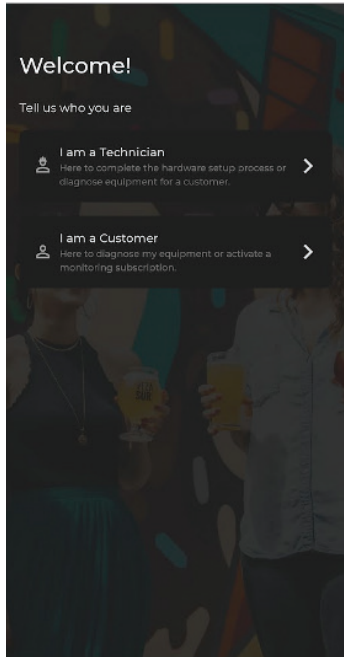 Welcome!
Tell us who you are
I am a Technician
Here to complete the hardware setup process or
diagnose equipment for a customer.
I am a Customer
Here to diagnose my equipment or activate a
monitoring subscription.